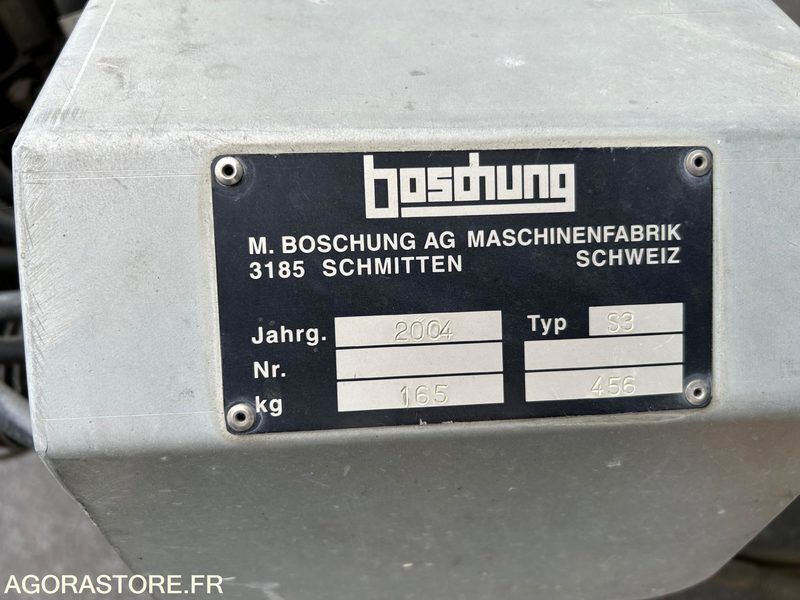 boschung
M. BOSCHUNG AG MASCHINENFABRIK
3185 SCHMITTEN SCHWEIZ
Jahrg. 2004 Typ S3
Nr.
kg 165 456
AGORASTORE.FR